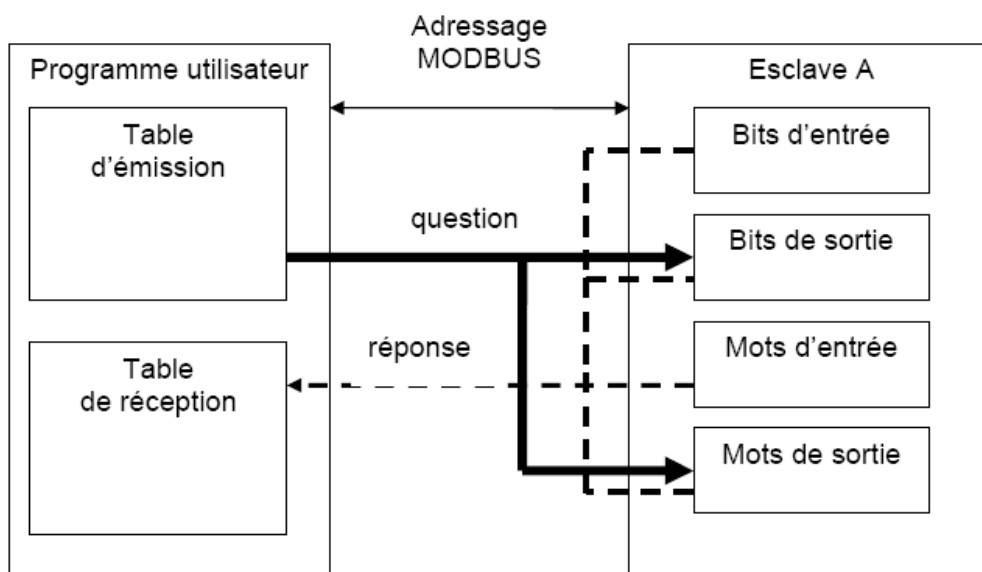 Adressage
MODBUS
Programme utilisateur
Esclave A
Table
d'émission
Bits d'entrée
question
Bits de sortie
réponse
Mots d'entrée
Table
de réception
Mots de sortie